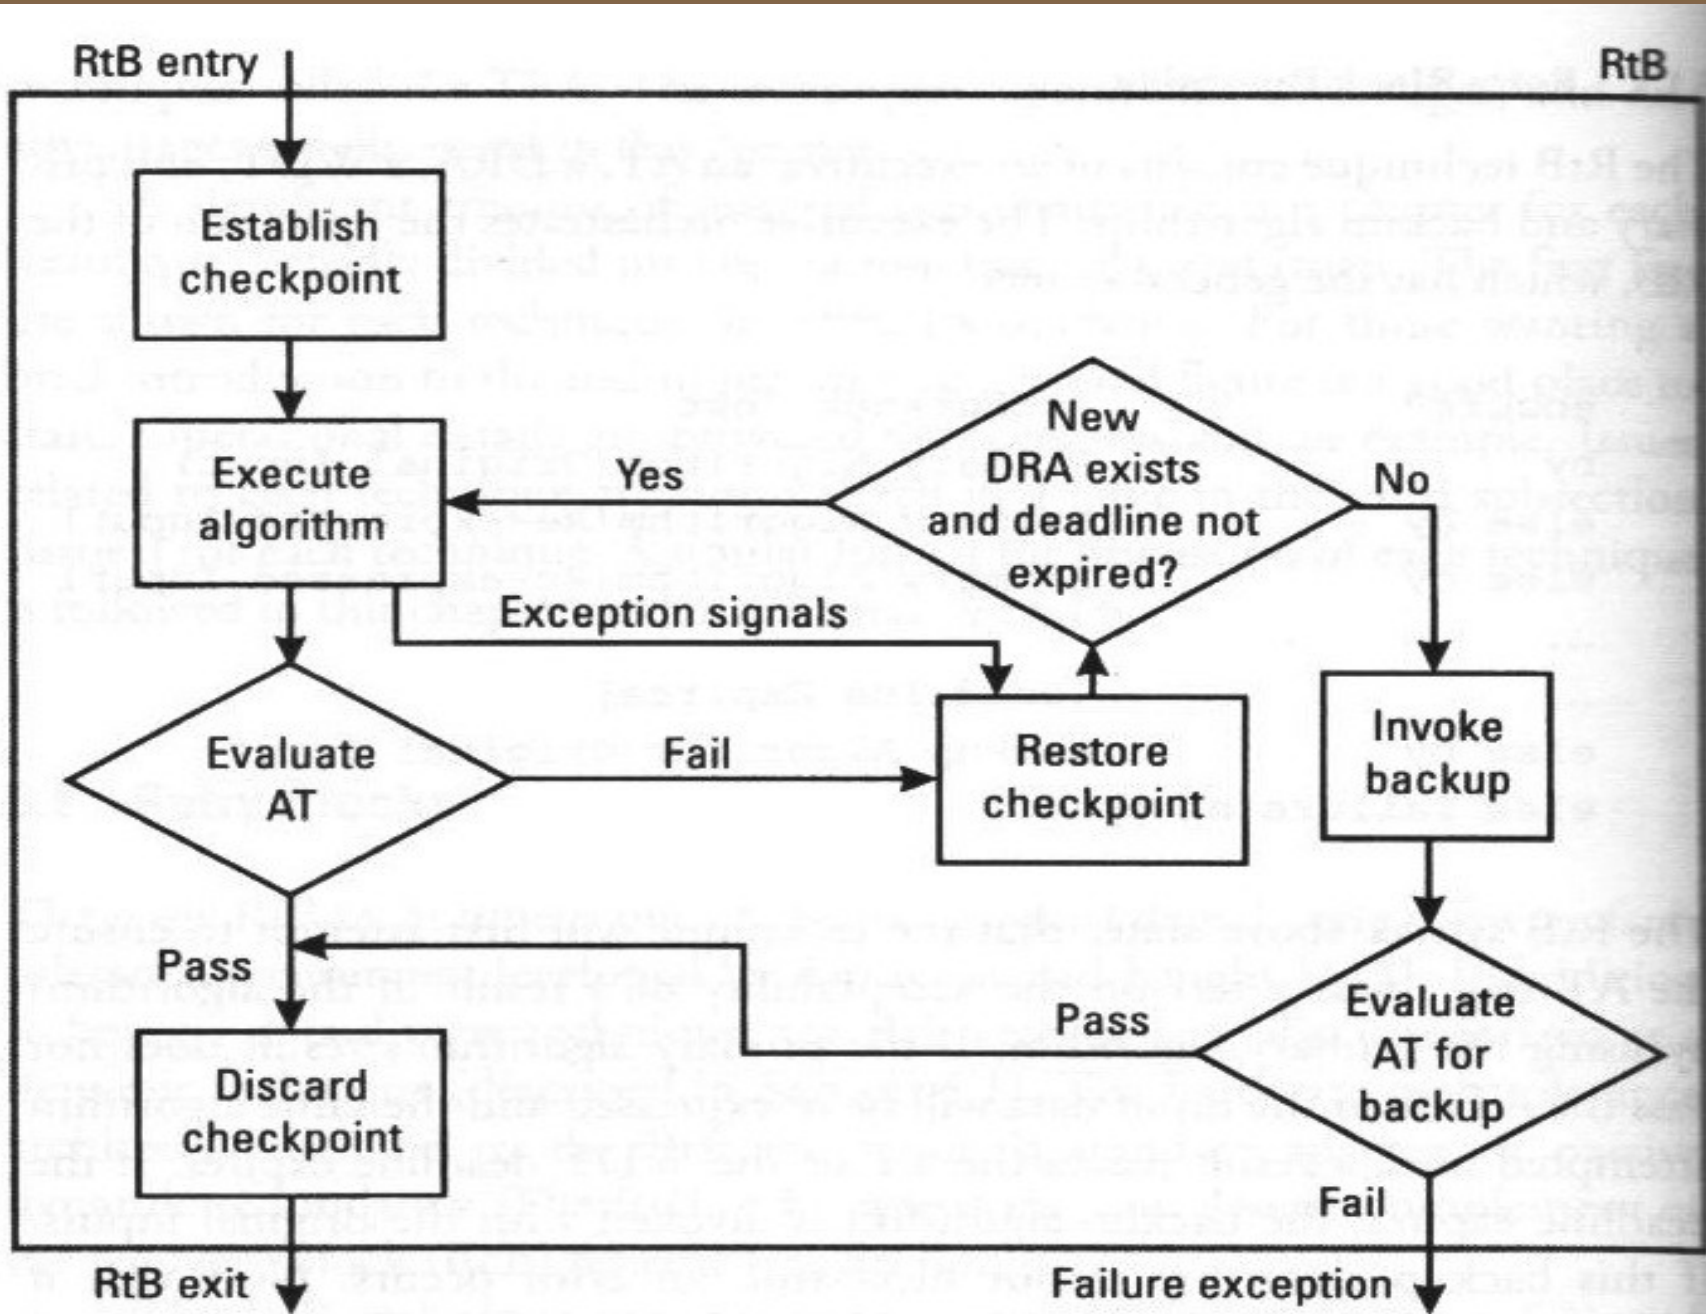 RtB entry
RtB
Establish
checkpoint
Execute
algorithm
Yes
New
DRA exists
and deadline not
expired?
No
Exception signals
Evaluate
AT
Fail
Restore
checkpoint
Invoke
backup
Pass
Discard
checkpoint
Pass
Evaluate
AT for
backup
Fail
RtB exit
Failure exception